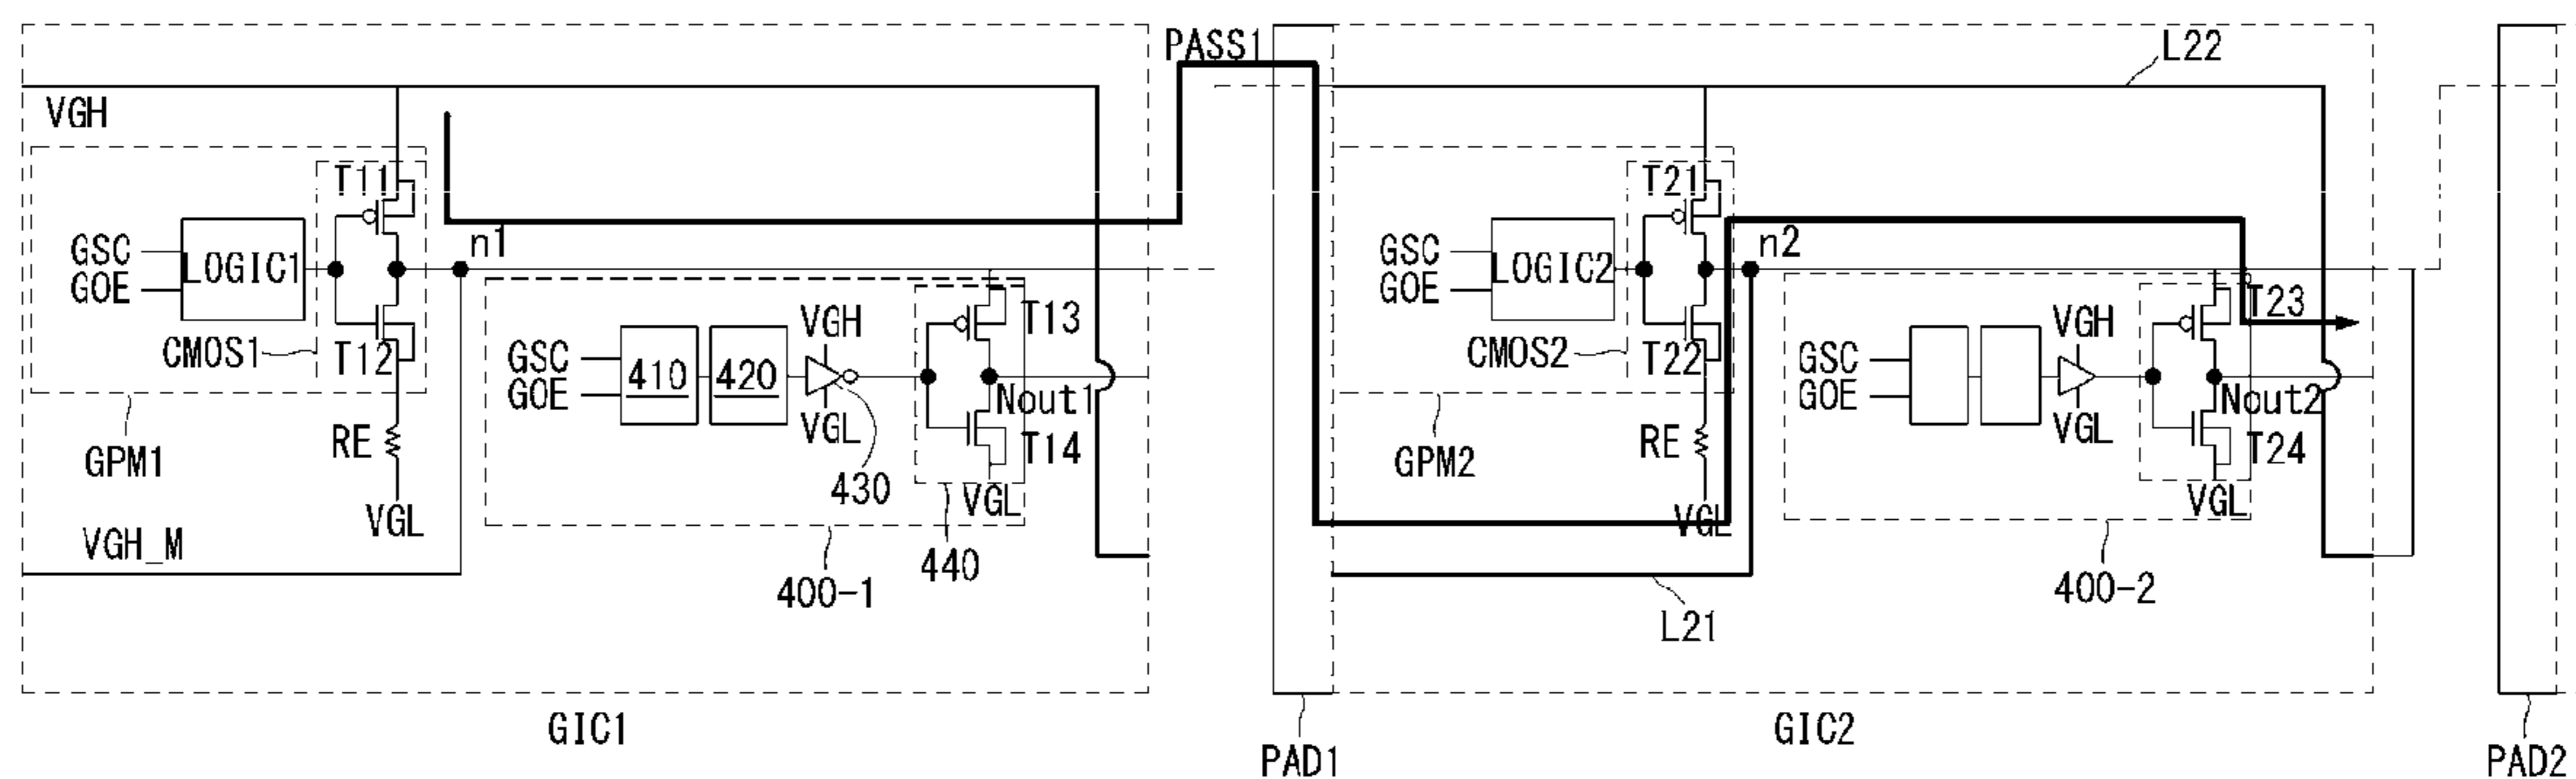 PASS1
L22
VGH
T11
GSC
GOE
LOGIC1
n1
T12
CMOS1
RE
GPM1
VGL
VGH_M
GSC
GOE
410
420
VGH
VGL
430
T13
Nout1
T14
VGL
440
400-1
GIC1
PAD1
T21
GSC
GOE
LOGIC2
n2
T22
CMOS2
RE
GPM2
VGL
L21
GSC
GOE
VGH
VGL
T23
Nout2
T24
VGL
400-2
GIC2
PAD2